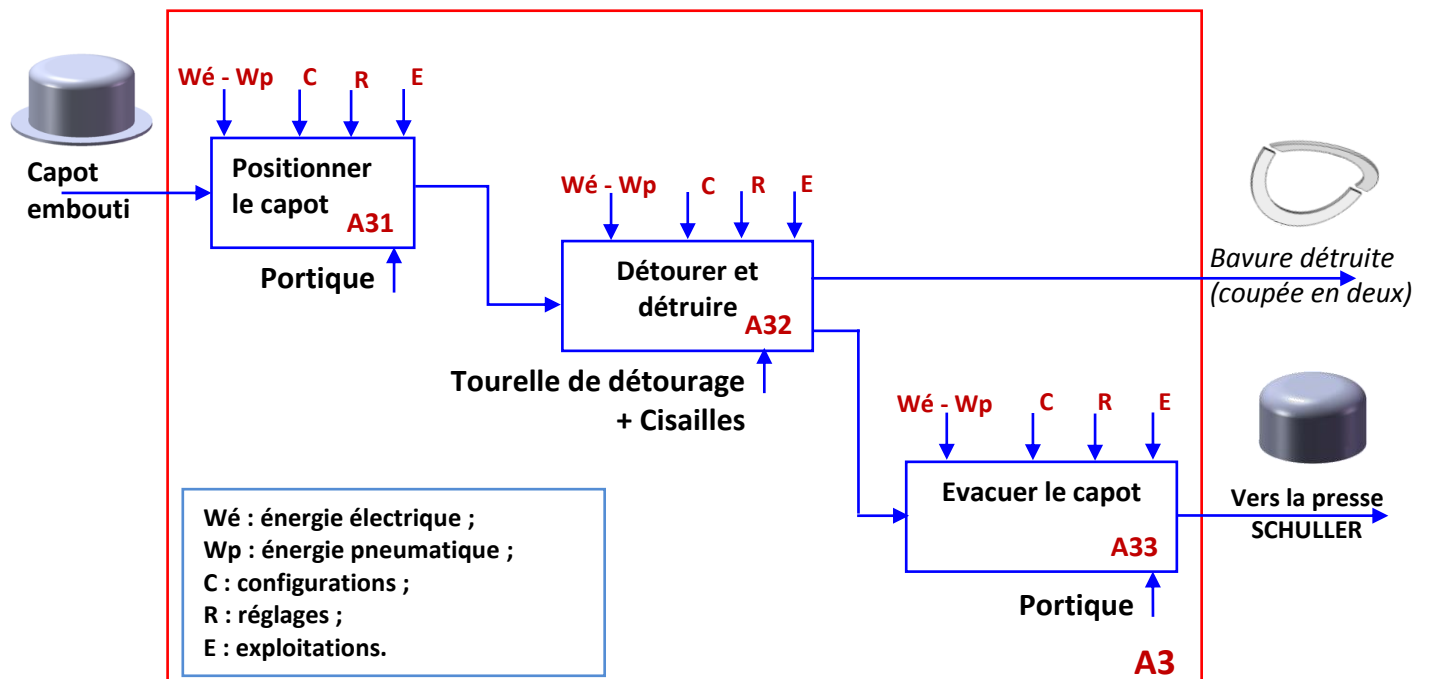 Wé - Wp C R E
Capot
embouti
Positionner
le capot
A31
Portique
Wé - Wp C R E
Détourer et
détruire
A32
Tourelle de détourage
+ Cisailles
Bavure détruite
(coupée en deux)
Wé - Wp C R E
Evacuer le capot
A33
Portique
Vers la presse
SCHULLER
Wé : énergie électrique ;
Wp : énergie pneumatique ;
C : configurations ;
R : réglages ;
E : exploitations.
A3